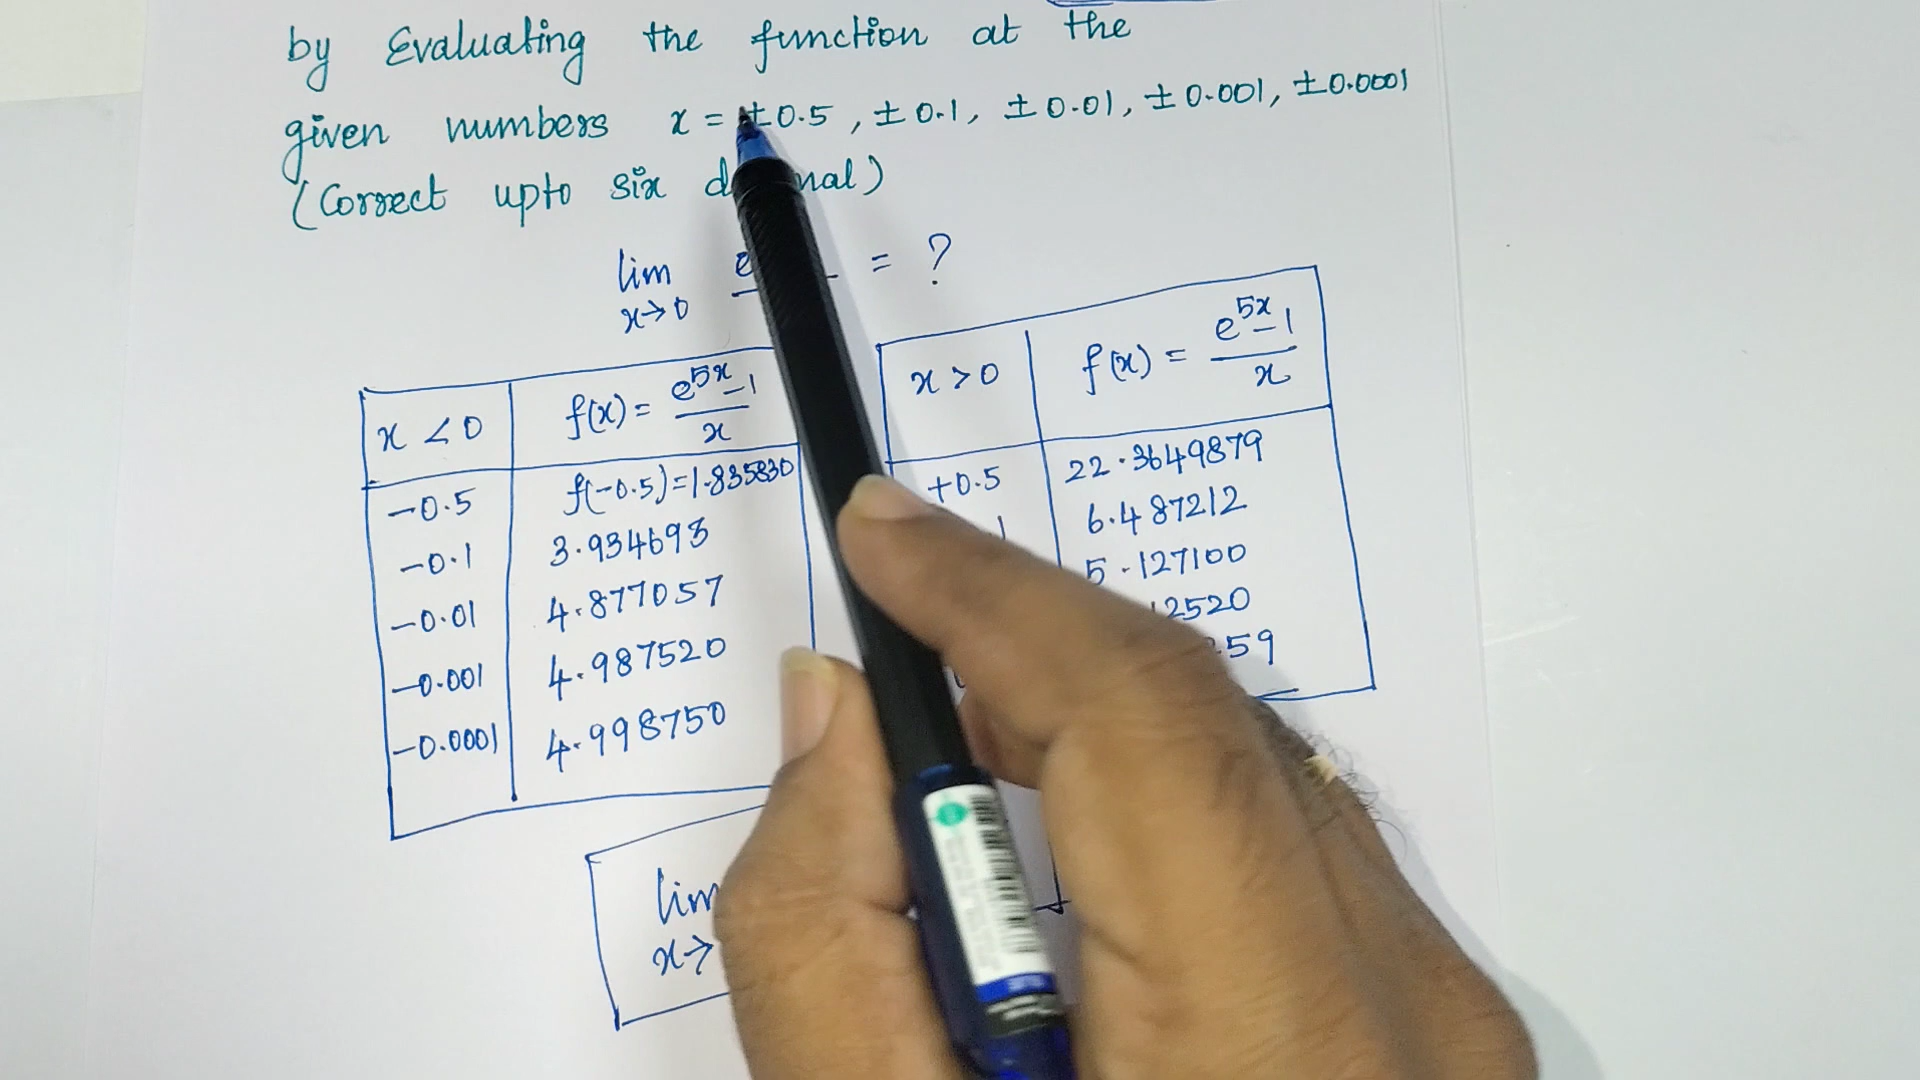 by Evaluating the function at the
given numbers x = ±0.5, ±0.1, ±0.01, ±0.001, ±0.0001
(Correct upto six
lim = ?
x→0
x < 0 f(x) = e^5x-1 / x
-0.5 f(-0.5)=1.835830
-0.1 3.934693
-0.01 4.877057
-0.001 4.987520
-0.0001 4.998750
x > 0 f(x) = e^5x-1 / x
+0.5 22.3649879
6.487212
5.127100
12520
59
lim
x→